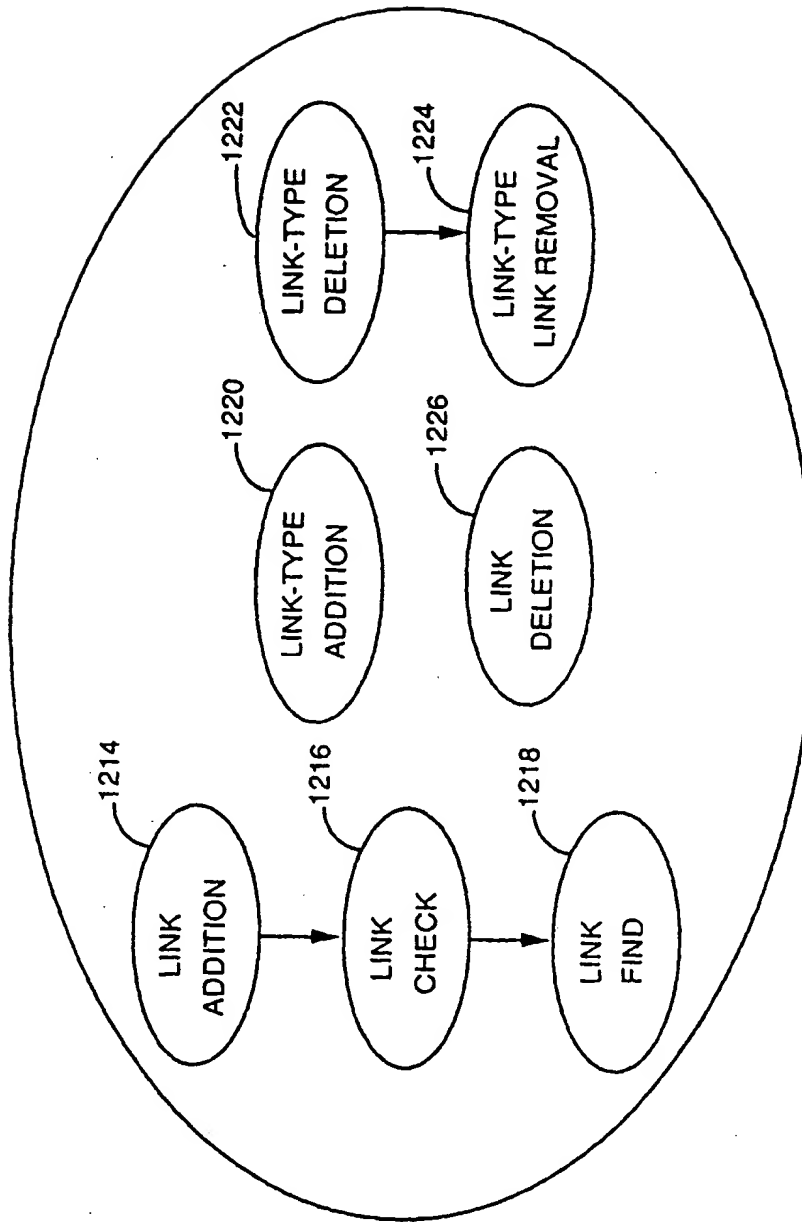 1214
LINK
ADDITION
1216
LINK
CHECK
1218
LINK
FIND
1220
LINK-TYPE
ADDITION
1226
LINK
DELETION
1222
LINK-TYPE
DELETION
1224
LINK-TYPE
LINK REMOVAL